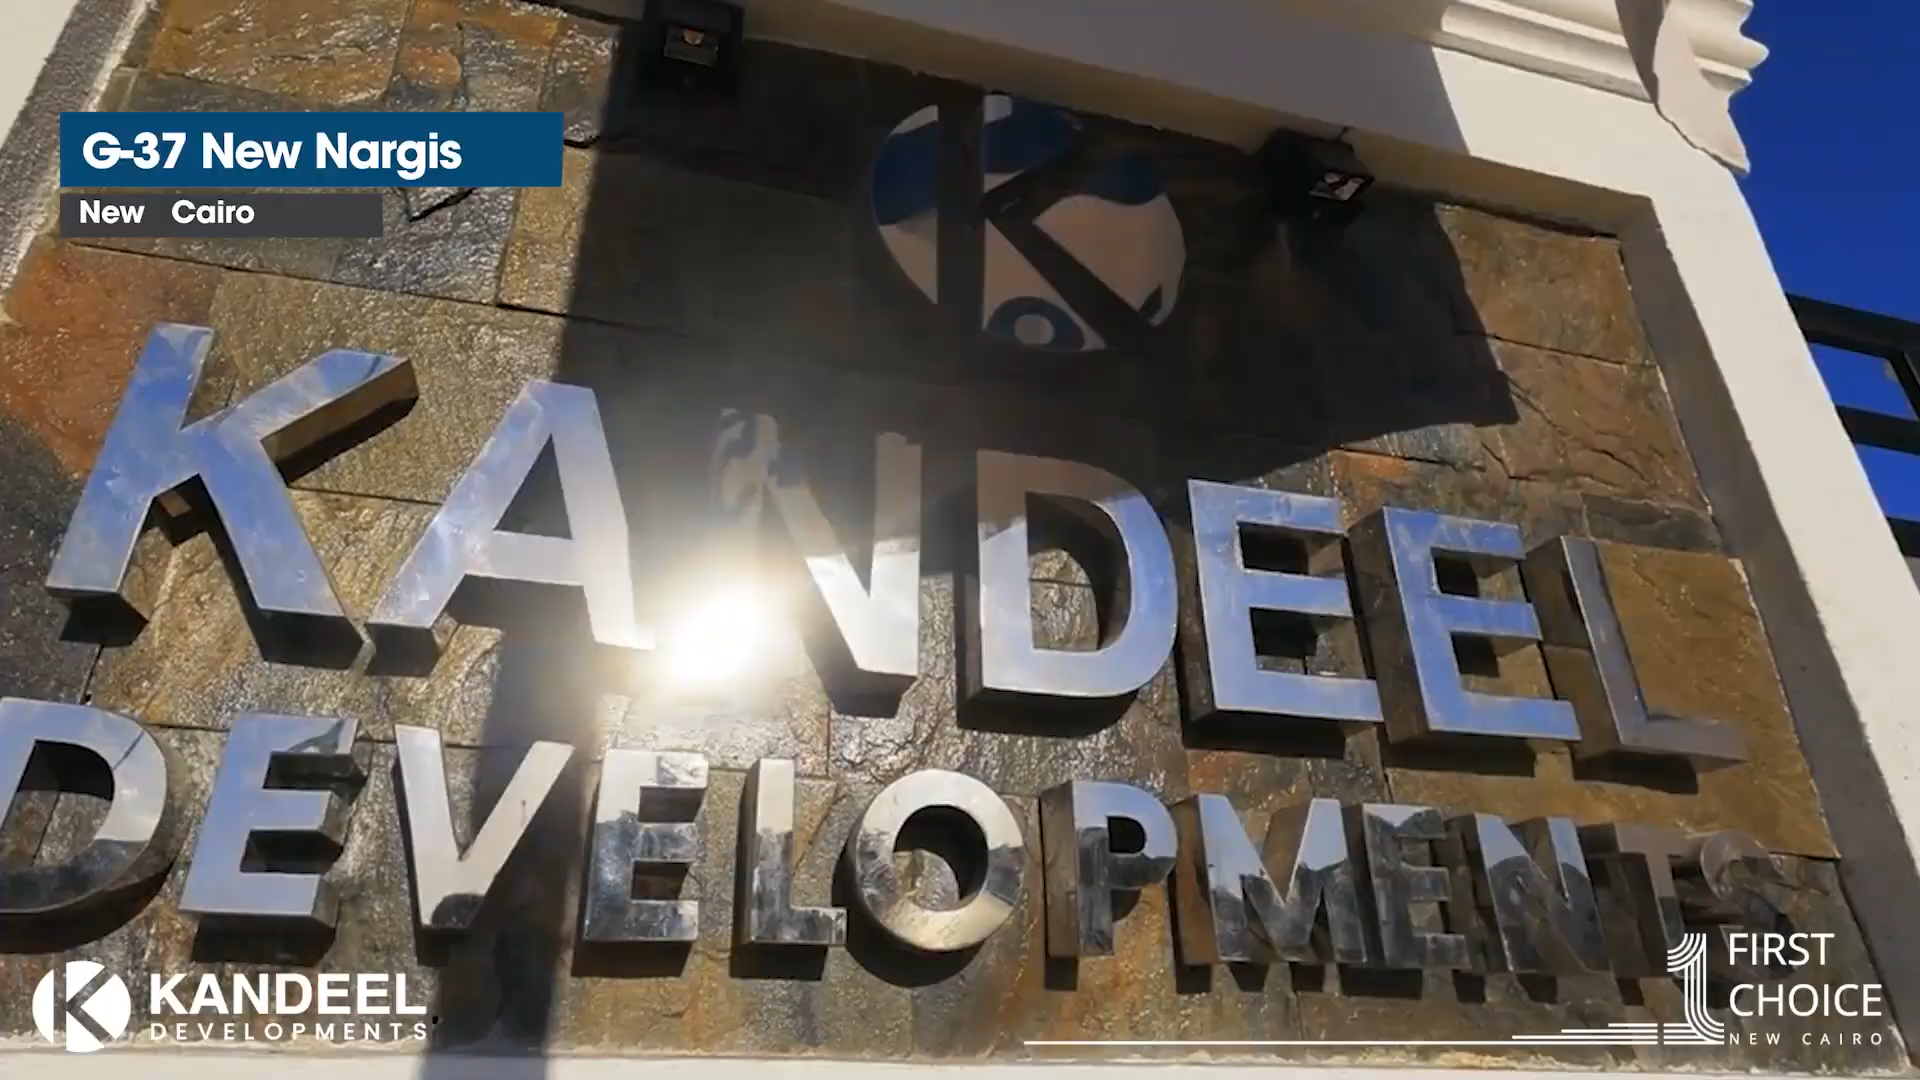 G-37 New Nargis
New Cairo
KANDEEL
DEVELOPMENTS
KANDEEL
DEVELOPMENTS
FIRST
CHOICE
NEW CAIRO